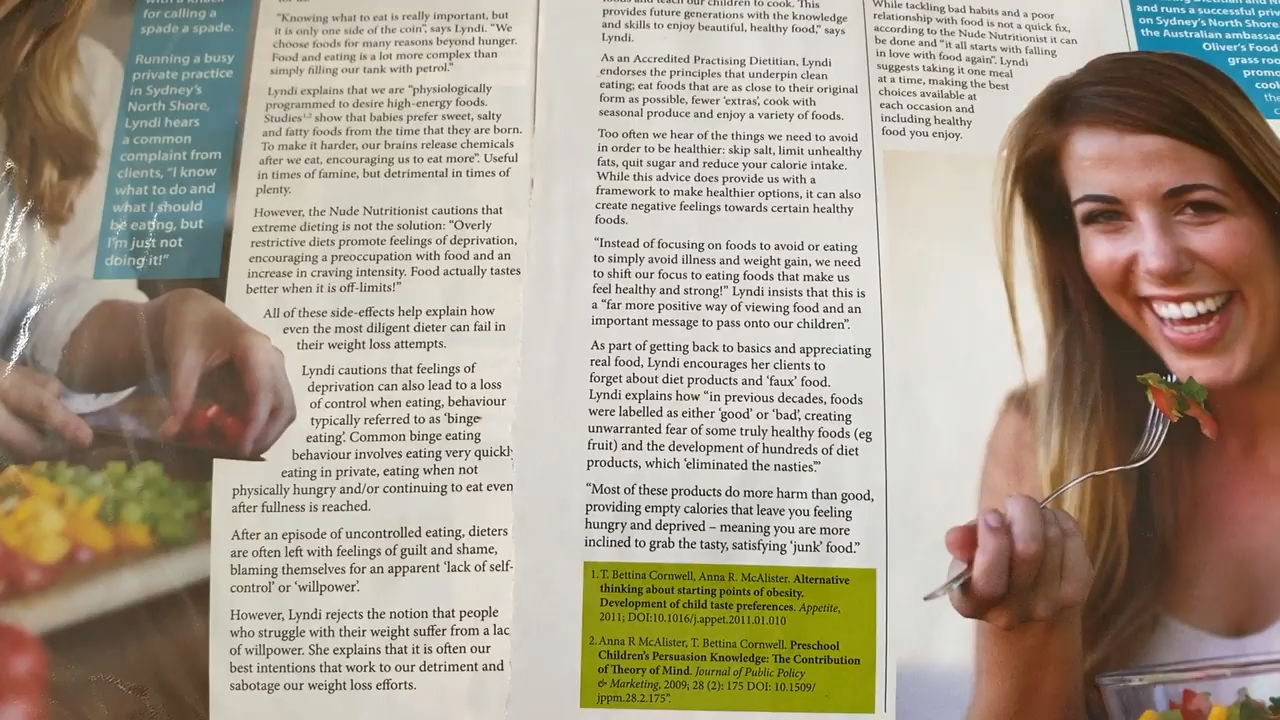 for calling a
spade a spade.
Running a busy
private practice
in Sydney's
North Shore,
Lyndi hears
a common
complaint from
clients, "I know
what to do and
what I should
be eating, but
I'm just not
doing it!"
"Knowing what to eat is really important, but
it is only one side of the coin", says Lyndi. "We
choose foods for many reasons beyond hunger.
Food and eating is a lot more complex than
simply filling our tank with petrol."
Lyndi explains that we are "physiologically
programmed to desire high-energy foods.
Studies1,2 show that babies prefer sweet, salty
and fatty foods from the time that they are born.
To make it harder, our brains release chemicals
after we eat, encouraging us to eat more". Useful
in times of famine, but detrimental in times of
plenty.
However, the Nude Nutritionist cautions that
extreme dieting is not the solution: "Overly
restrictive diets promote feelings of deprivation,
encouraging a preoccupation with food and an
increase in craving intensity. Food actually tastes
better when it is off-limits!"
All of these side-effects help explain how
even the most diligent dieter can fail in
their weight loss attempts.
Lyndi cautions that feelings of
deprivation can also lead to a loss
of control when eating, behaviour
typically referred to as 'binge
eating'. Common binge eating
behaviour involves eating very quickly
eating in private, eating when not
physically hungry and/or continuing to eat even
after fullness is reached.
After an episode of uncontrolled eating, dieters
are often left with feelings of guilt and shame,
blaming themselves for an apparent 'lack of self-
control' or 'willpower'.
However, Lyndi rejects the notion that people
who struggle with their weight suffer from a lac
of willpower. She explains that it is often our
best intentions that work to our detriment and
sabotage our weight loss efforts.
foods and teach our children to cook. This
provides future generations with the knowledge
and skills to enjoy beautiful, healthy food," says
Lyndi.
As an Accredited Practising Dietitian, Lyndi
endorses the principles that underpin clean
eating; eat foods that are as close to their original
form as possible, fewer 'extras', cook with
seasonal produce and enjoy a variety of foods.
Too often we hear of the things we need to avoid
in order to be healthier: skip salt, limit unhealthy
fats, quit sugar and reduce your calorie intake.
While this advice does provide us with a
framework to make healthier options, it can also
create negative feelings towards certain healthy
foods.
"Instead of focusing on foods to avoid or eating
to simply avoid illness and weight gain, we need
to shift our focus to eating foods that make us
feel healthy and strong!" Lyndi insists that this is
a "far more positive way of viewing food and an
important message to pass onto our children".
As part of getting back to basics and appreciating
real food, Lyndi encourages her clients to
forget about diet products and 'faux' food.
Lyndi explains how "in previous decades, foods
were labelled as either 'good' or 'bad', creating
unwarranted fear of some truly healthy foods (eg
fruit) and the development of hundreds of diet
products, which 'eliminated the nasties'."
"Most of these products do more harm than good,
providing empty calories that leave you feeling
hungry and deprived – meaning you are more
inclined to grab the tasty, satisfying 'junk' food."
1. T. Bettina Cornwell, Anna R. McAlister. Alternative
thinking about starting points of obesity.
Development of child taste preferences. Appetite,
2011; DOI:10.1016/j.appet.2011.01.010
2. Anna R McAlister, T. Bettina Cornwell. Preschool
Children's Persuasion Knowledge: The Contribution
of Theory of Mind. Journal of Public Policy
& Marketing, 2009; 28 (2): 175 DOI: 10.1509/
jppm.28.2.175".
While tackling bad habits and a poor
relationship with food is not a quick fix,
according to the Nude Nutritionist it can
be done and "it all starts with falling
in love with food again". Lyndi
suggests taking it one meal
at a time, making the best
choices available at
each occasion and
including healthy
food you enjoy.
and runs a successful priv
on Sydney's North Shore.
the Australian ambassad
Oliver's Food
grass roo
promo
cool
the